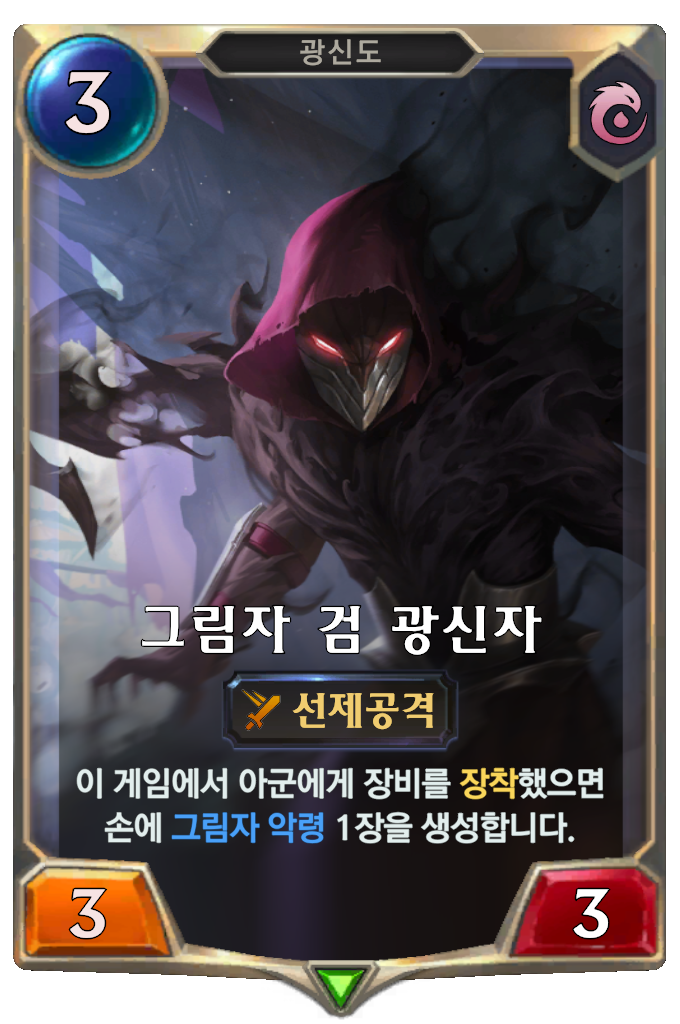 광신도
3
그림자 검 광신자
선제공격
이 게임에서 아군에게 장비를 장착했으면
손에 그림자 악령 1장을 생성합니다.
3
3